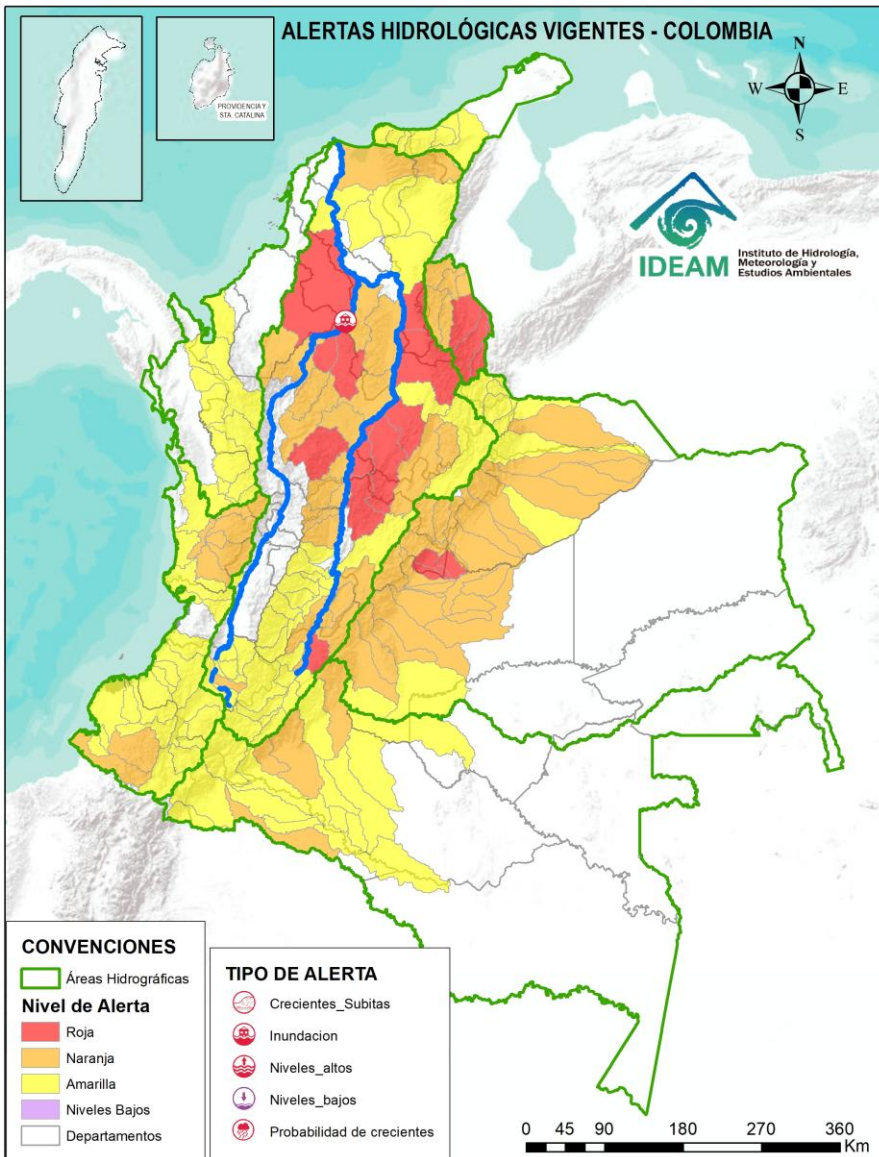 ALERTAS HIDROLÓGICAS VIGENTES - COLOMBIA
PROVIDENCIA Y
STA. CATALINA
N
W
E
S
IDEAM
Instituto de Hidrología,
Meteorología y
Estudios Ambientales
CONVENCIONES
Áreas Hidrográficas
Nivel de Alerta
Roja
Naranja
Amarilla
Niveles Bajos
Departamentos
TIPO DE ALERTA
Crecientes_Subitas
Inundacion
Niveles_altos
Niveles_bajos
Probabilidad de crecientes
0 45 90 180 270 360
Km